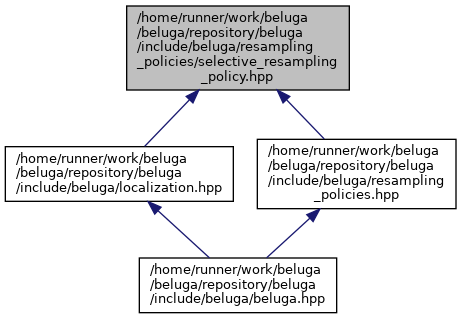 /home/runner/work/beluga
/beluga/repository/beluga
/include/beluga/resampling
_policies/selective_resampling
_policy.hpp
/home/runner/work/beluga
/beluga/repository/beluga
/include/beluga/localization.hpp
/home/runner/work/beluga
/beluga/repository/beluga
/include/beluga/resampling
_policies.hpp
/home/runner/work/beluga
/beluga/repository/beluga
/include/beluga/beluga.hpp